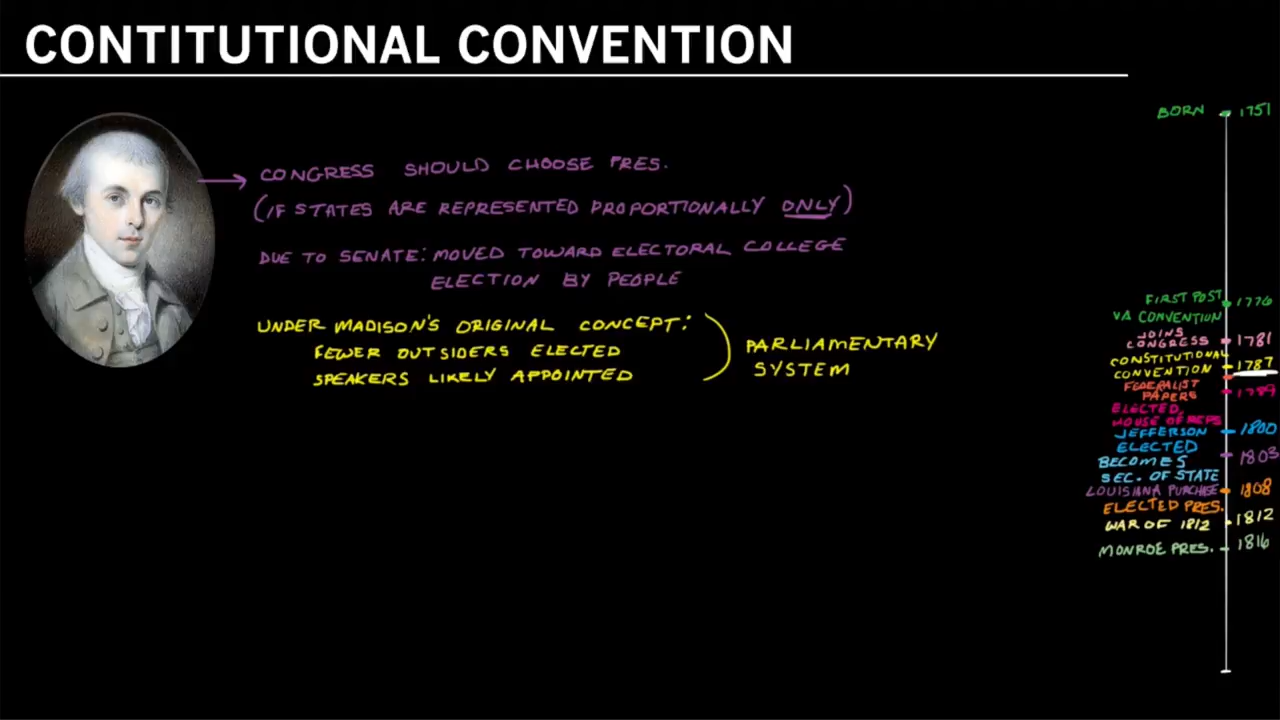 CONTITUTIONAL CONVENTION
CONGRESS SHOULD CHOOSE PRES.
(IF STATES ARE REPRESENTED PROPORTIONALLY ONLY)
DUE TO SENATE: MOVED TOWARD ELECTORAL COLLEGE
ELECTION BY PEOPLE
UNDER MADISON'S ORIGINAL CONCEPT:
FEWER OUTSIDERS ELECTED
SPEAKERS LIKELY APPOINTED
PARLIAMENTARY
SYSTEM
BORN 1751
FIRST POST 1776
VA CONVENTION
JOINS
CONGRESS 1781
CONSTITUTIONAL
CONVENTION 1787
FEDERALIST
PAPERS
1789
ELECTED,
HOUSE OF REPS
JEFFERSON 1800
ELECTED
BECOMES 1803
SEC. OF STATE
LOUISIANA PURCHASE 1808
ELECTED PRES.
WAR OF 1812 1812
MONROE PRES. 1816